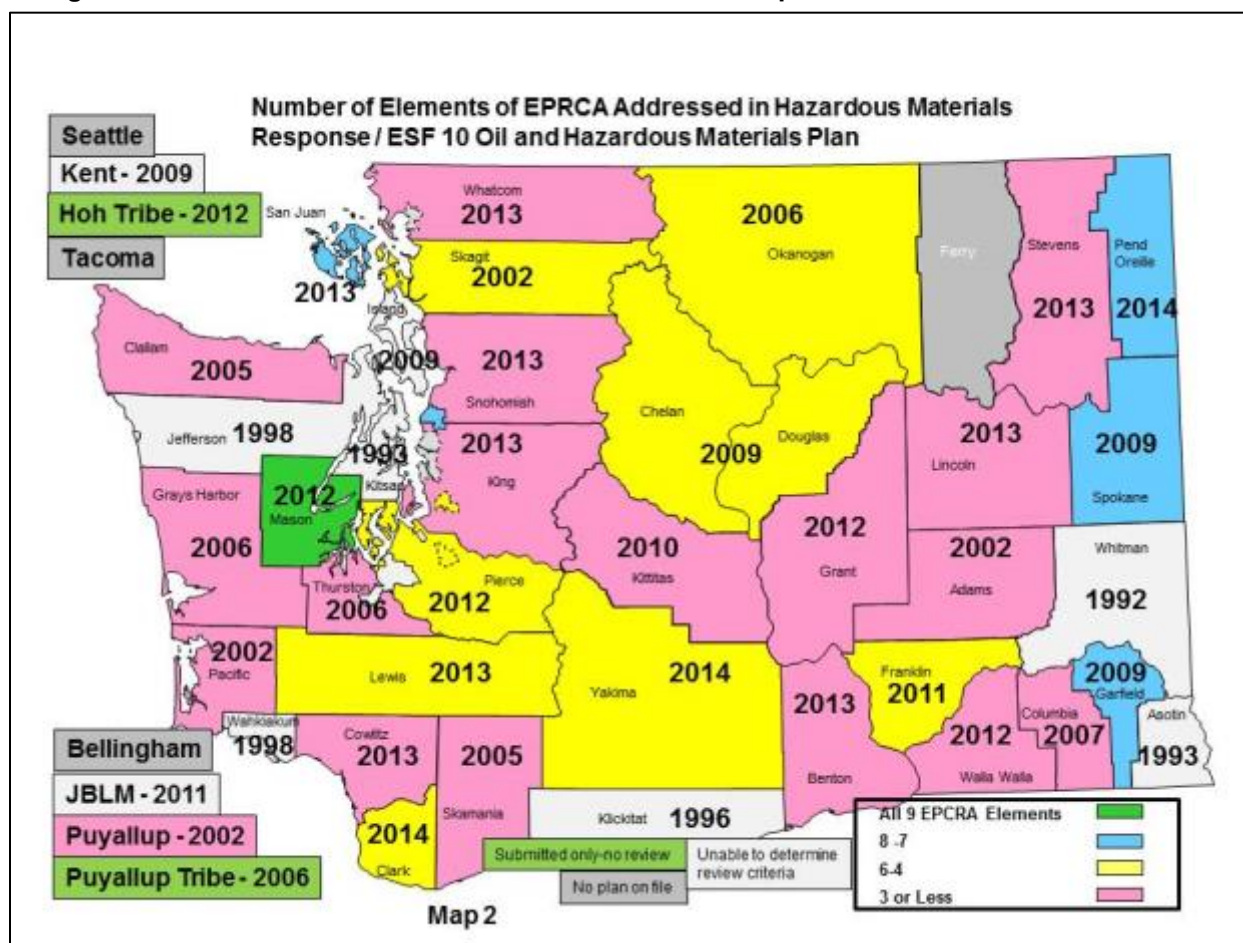 Number of Elements of EPRCA Addressed in Hazardous Materials
Response / ESF 10 Oil and Hazardous Materials Plan
Seattle
Kent - 2009
Hoh Tribe - 2012
Tacoma
San Juan
2013
Whatcom
2013
Skagit
2002
Island
2009
Okanogan
2006
Ferry
Stevens
2013
Pend
Oreille
2014
Clallam
2005
Jefferson 1998
1993
Kitsap
Snohomish
2013
King
2013
Chelan
Douglas
2009
Lincoln
2013
Spokane
2009
Grays Harbor
2006
Mason
2012
Thurston
2006
Pierce
2012
Kittitas
2010
Grant
2012
Adams
2002
Whitman
1992
Pacific
2002
Lewis 2013
Yakima
2014
Franklin
2011
Garfield
2009
Asotin
1993
Wahkiakum
1998
Cowlitz
2013
Skamania
2005
Clark
2014
Klickitat 1996
Benton
2013
Walla Walla
2012
Columbia
2007
Bellingham
JBLM - 2011
Puyallup - 2002
Puyallup Tribe - 2006
Submitted only-no review
No plan on file
Unable to determine
review criteria
All 9 EPCRA Elements
8 -7
6-4
3 or Less
Map 2